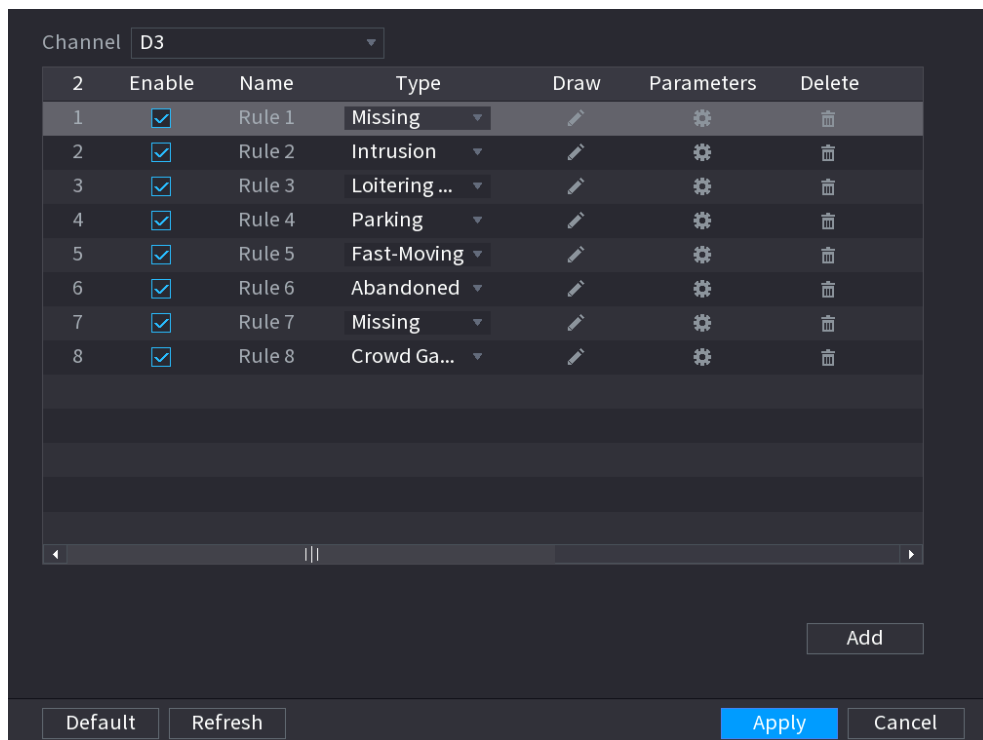 Channel D3
2 Enable Name Type Draw Parameters Delete
1 Rule 1 Missing
2 Rule 2 Intrusion
3 Rule 3 Loitering ...
4 Rule 4 Parking
5 Rule 5 Fast-Moving
6 Rule 6 Abandoned
7 Rule 7 Missing
8 Rule 8 Crowd Ga...
Add
Default Refresh Apply Cancel